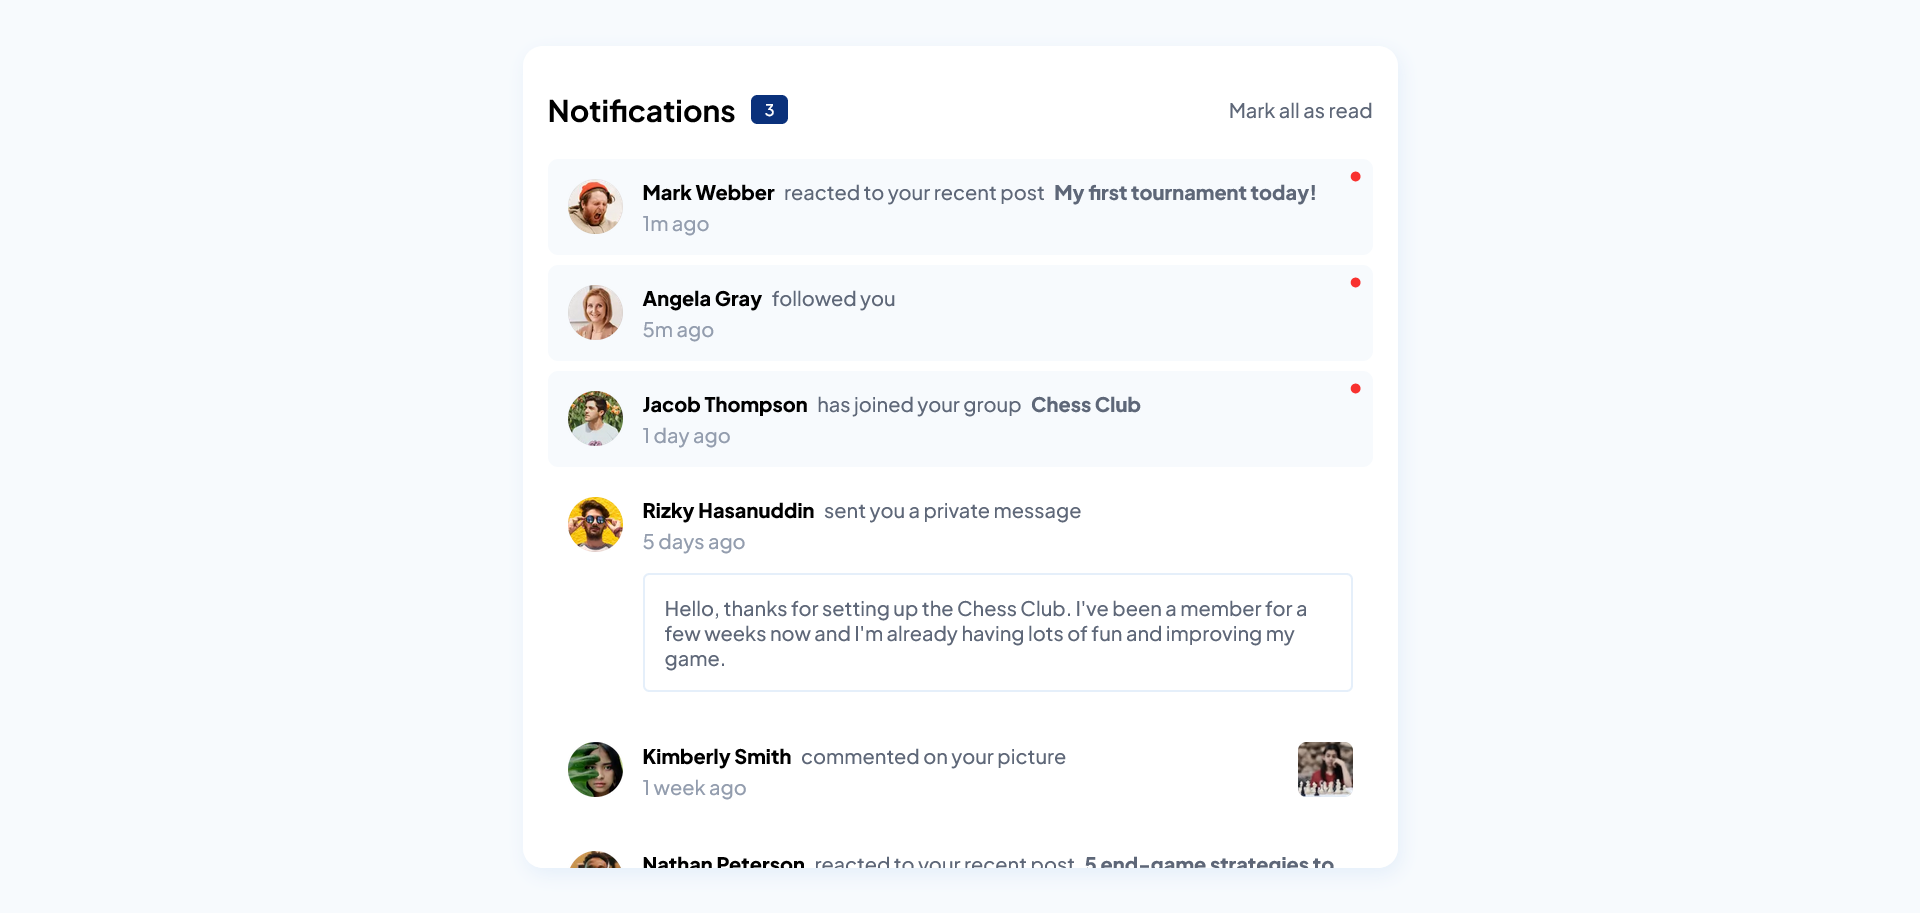 Notifications 3 Mark all as read
Mark Webber reacted to your recent post My first tournament today!
1m ago
Angela Gray followed you
5m ago
Jacob Thompson has joined your group Chess Club
1 day ago
Rizky Hasanuddin sent you a private message
5 days ago
Hello, thanks for setting up the Chess Club. I've been a member for a
few weeks now and I'm already having lots of fun and improving my
game.
Kimberly Smith commented on your picture
1 week ago
Nathan Peterson reacted to your recent post 5 end-game strategies to